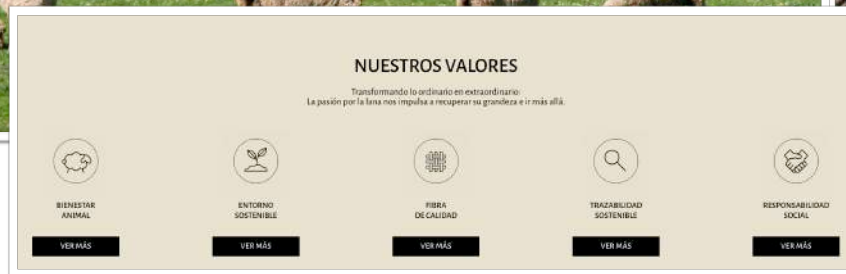 NUESTROS VALORES
Transformando lo ordinario en extraordinario:
La pasión por la lana nos impulsa a recuperar su grandeza e ir más allá.
BIENESTAR
ANIMAL
VER MÁS
ENTORNO
SOSTENIBLE
VER MÁS
FIBRA
DE CALIDAD
VER MÁS
TRAZABILIDAD
SOSTENIBLE
VER MÁS
RESPONSABILIDAD
SOCIAL
VER MÁS